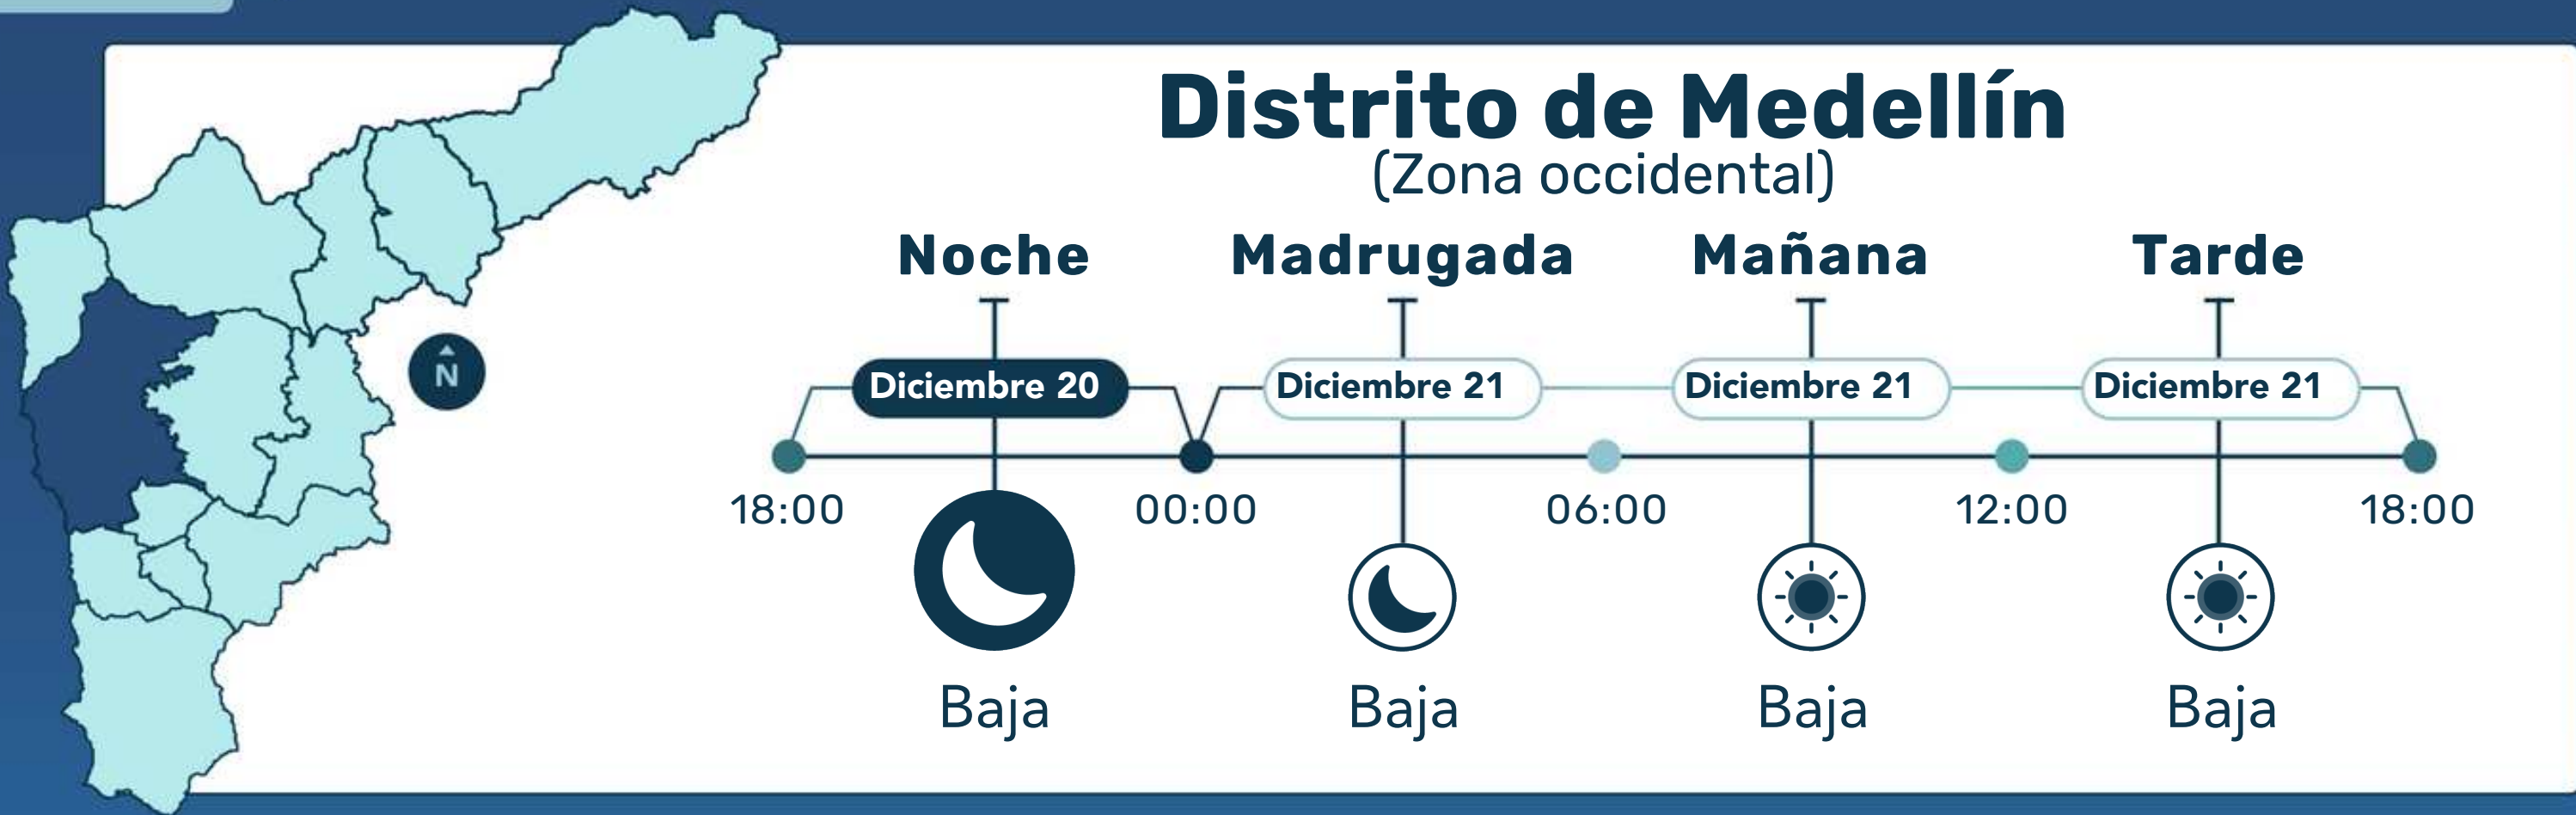 Distrito de Medellín
(Zona occidental)
Noche Madrugada Mañana Tarde
N
Diciembre 20 Diciembre 21 Diciembre 21 Diciembre 21
18:00 00:00 06:00 12:00 18:00
Baja Baja Baja Baja